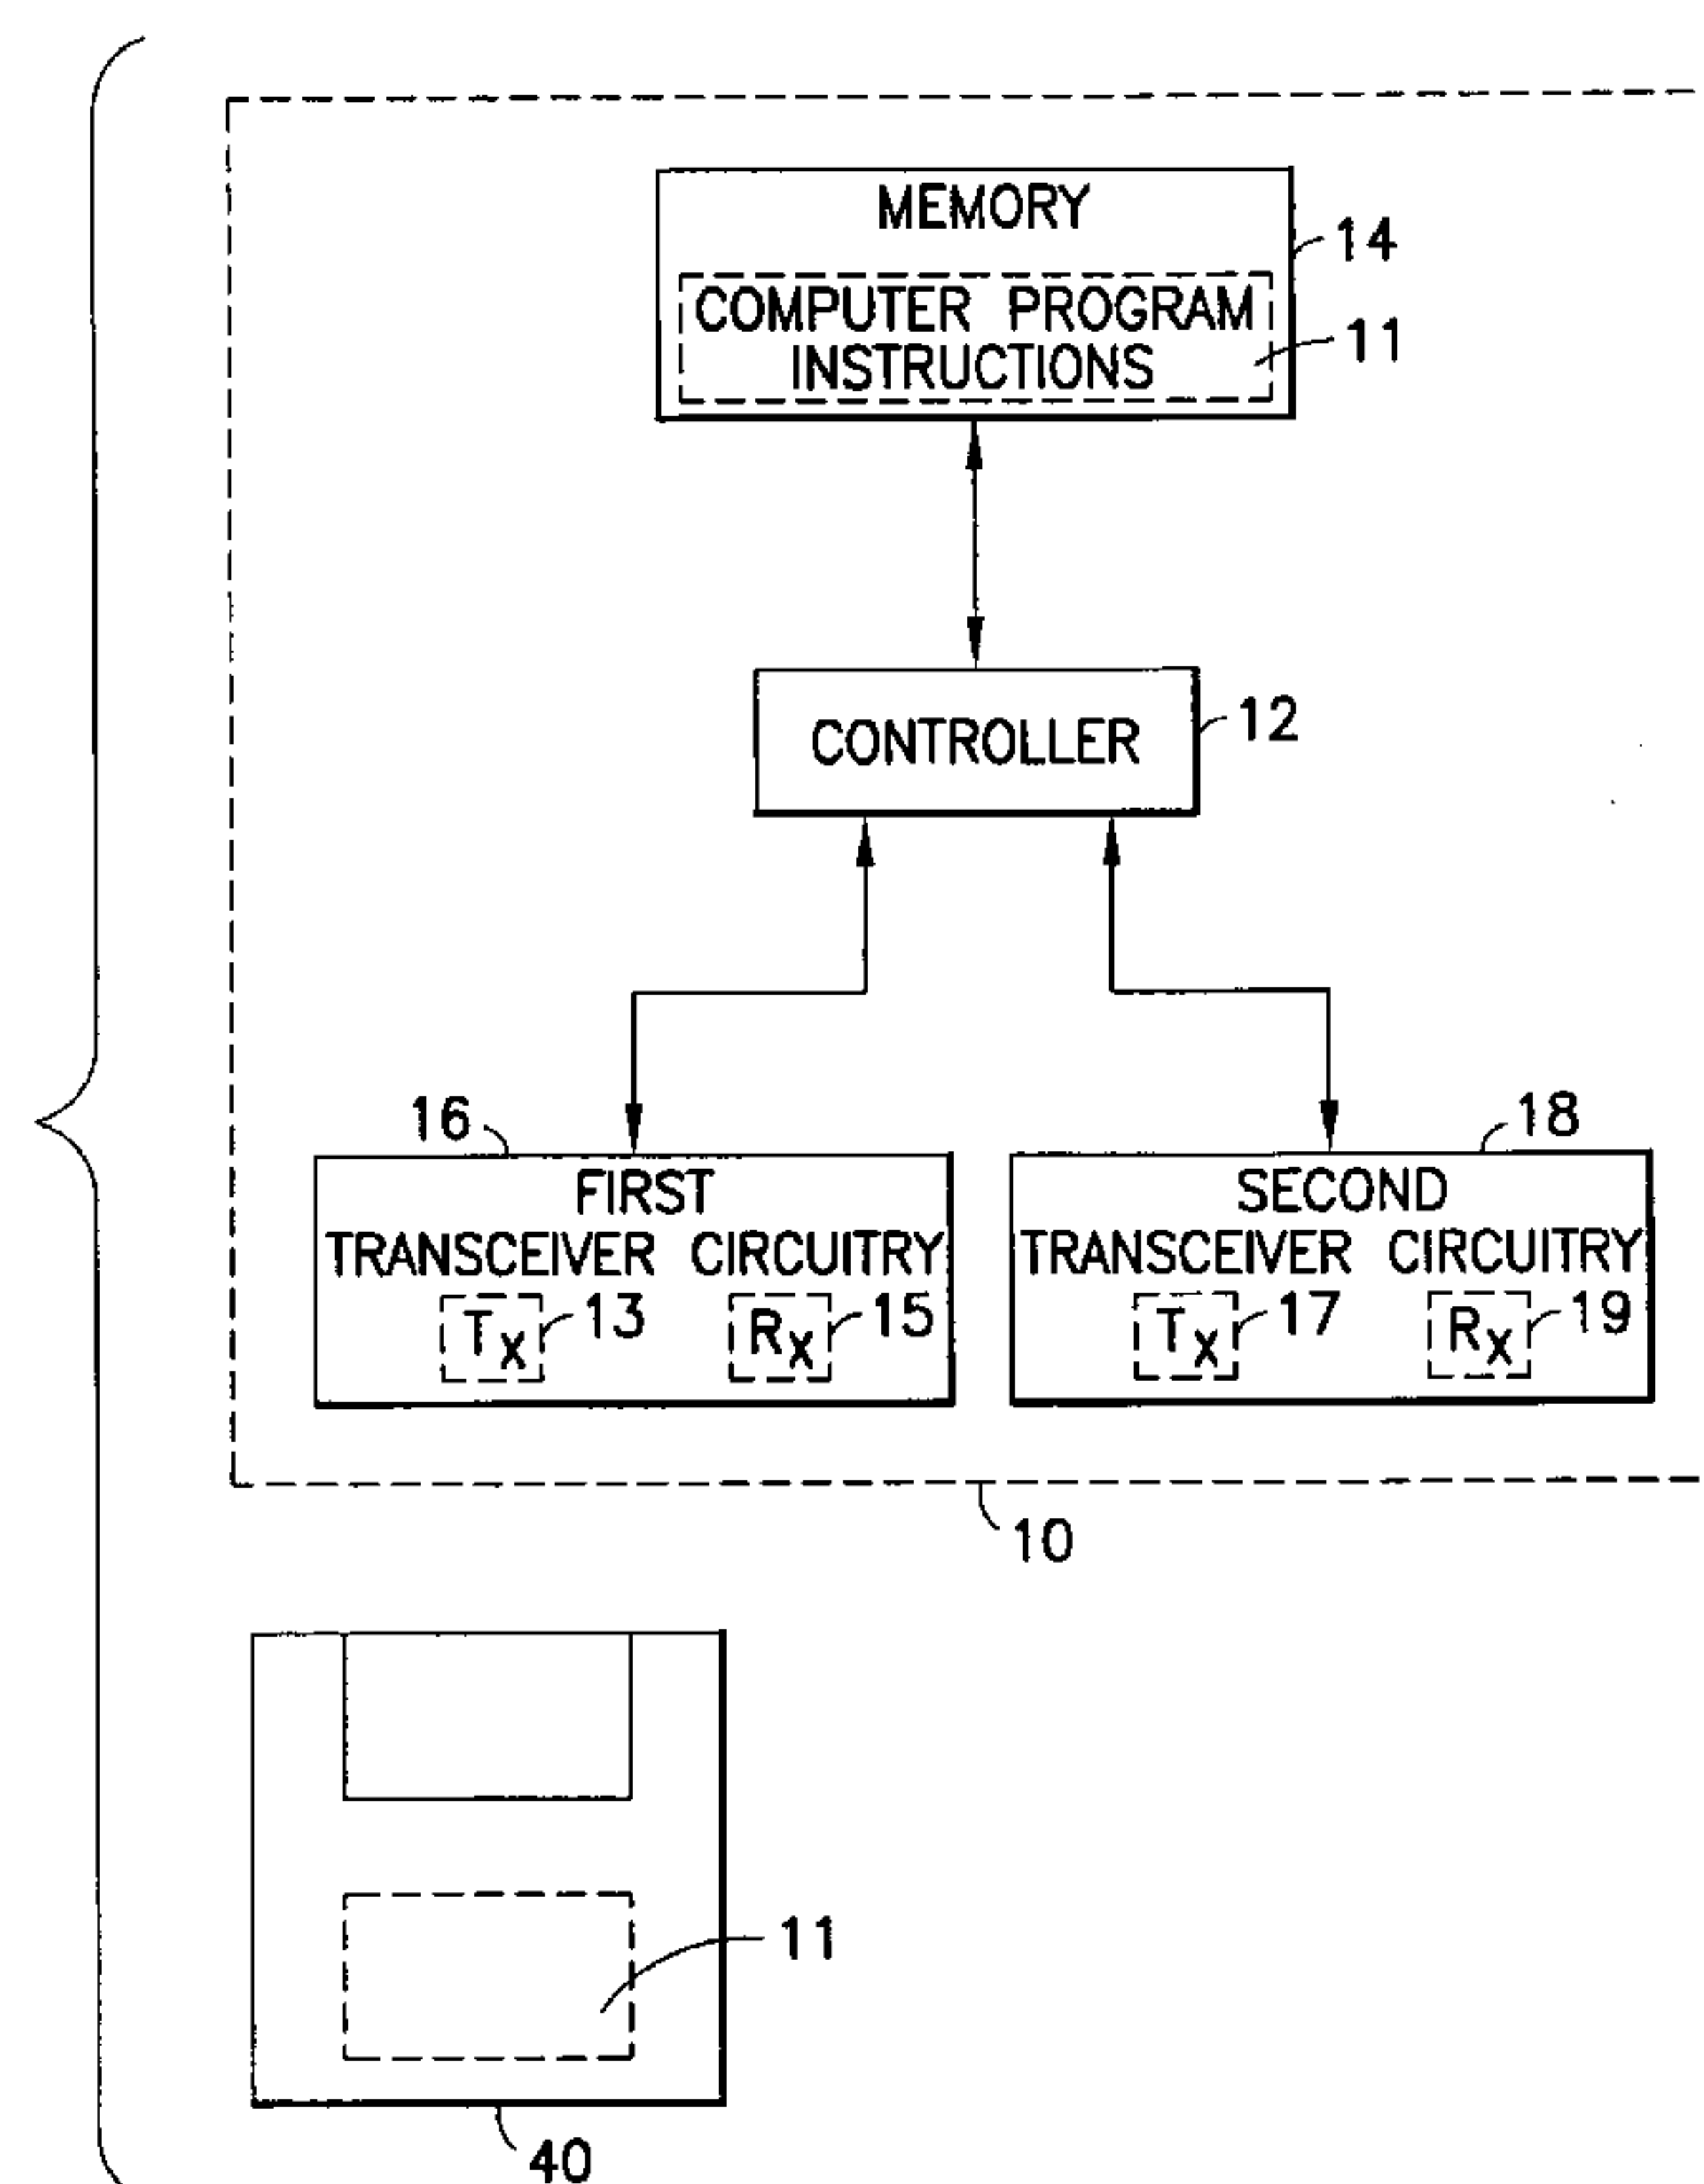 MEMORY
14
COMPUTER PROGRAM
INSTRUCTIONS
11
CONTROLLER
12
16
FIRST
TRANSCEIVER CIRCUITRY
Tx 13 Rx 15
18
SECOND
TRANSCEIVER CIRCUITRY
Tx 17 Rx 19
10
11
40